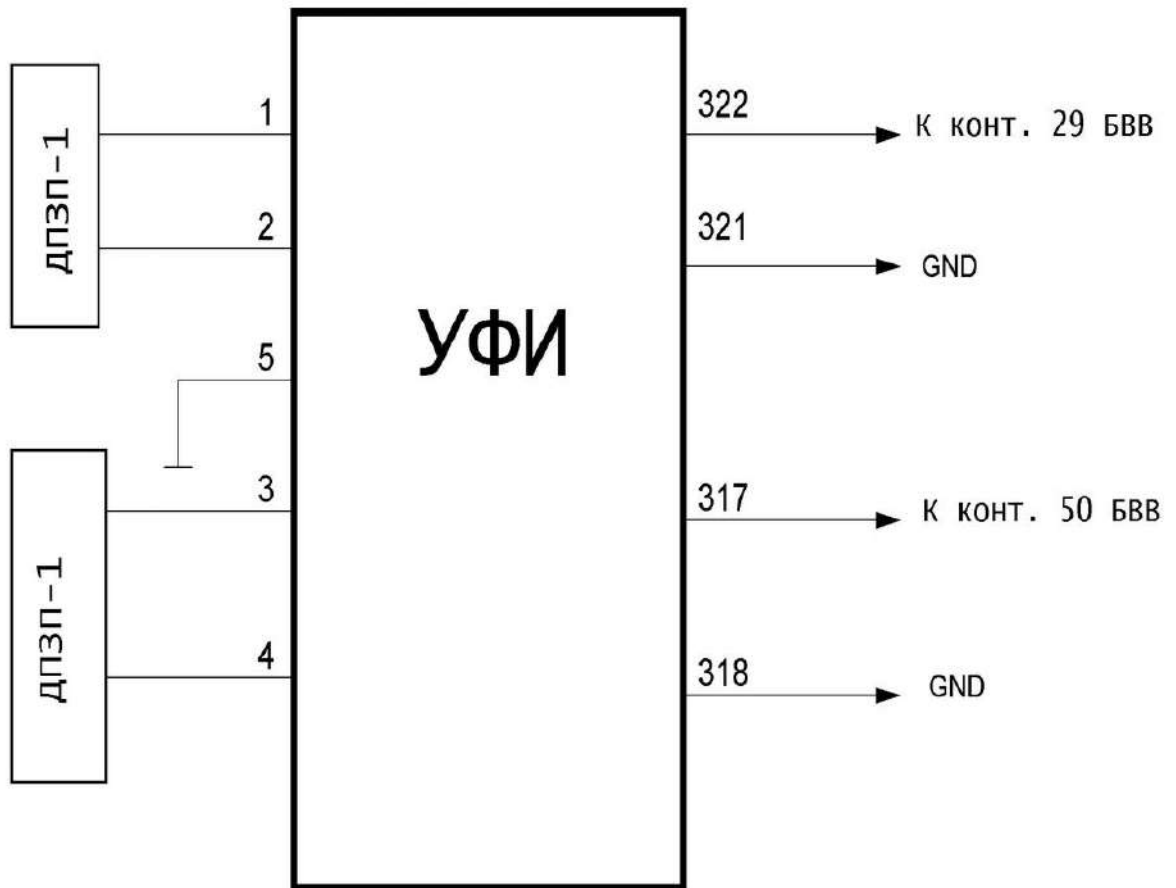 ДПЗП-1
1
2
5
3
4
ДПЗП-1
УФИ
322
К конт. 29 БВВ
321
GND
317
К конт. 50 БВВ
318
GND